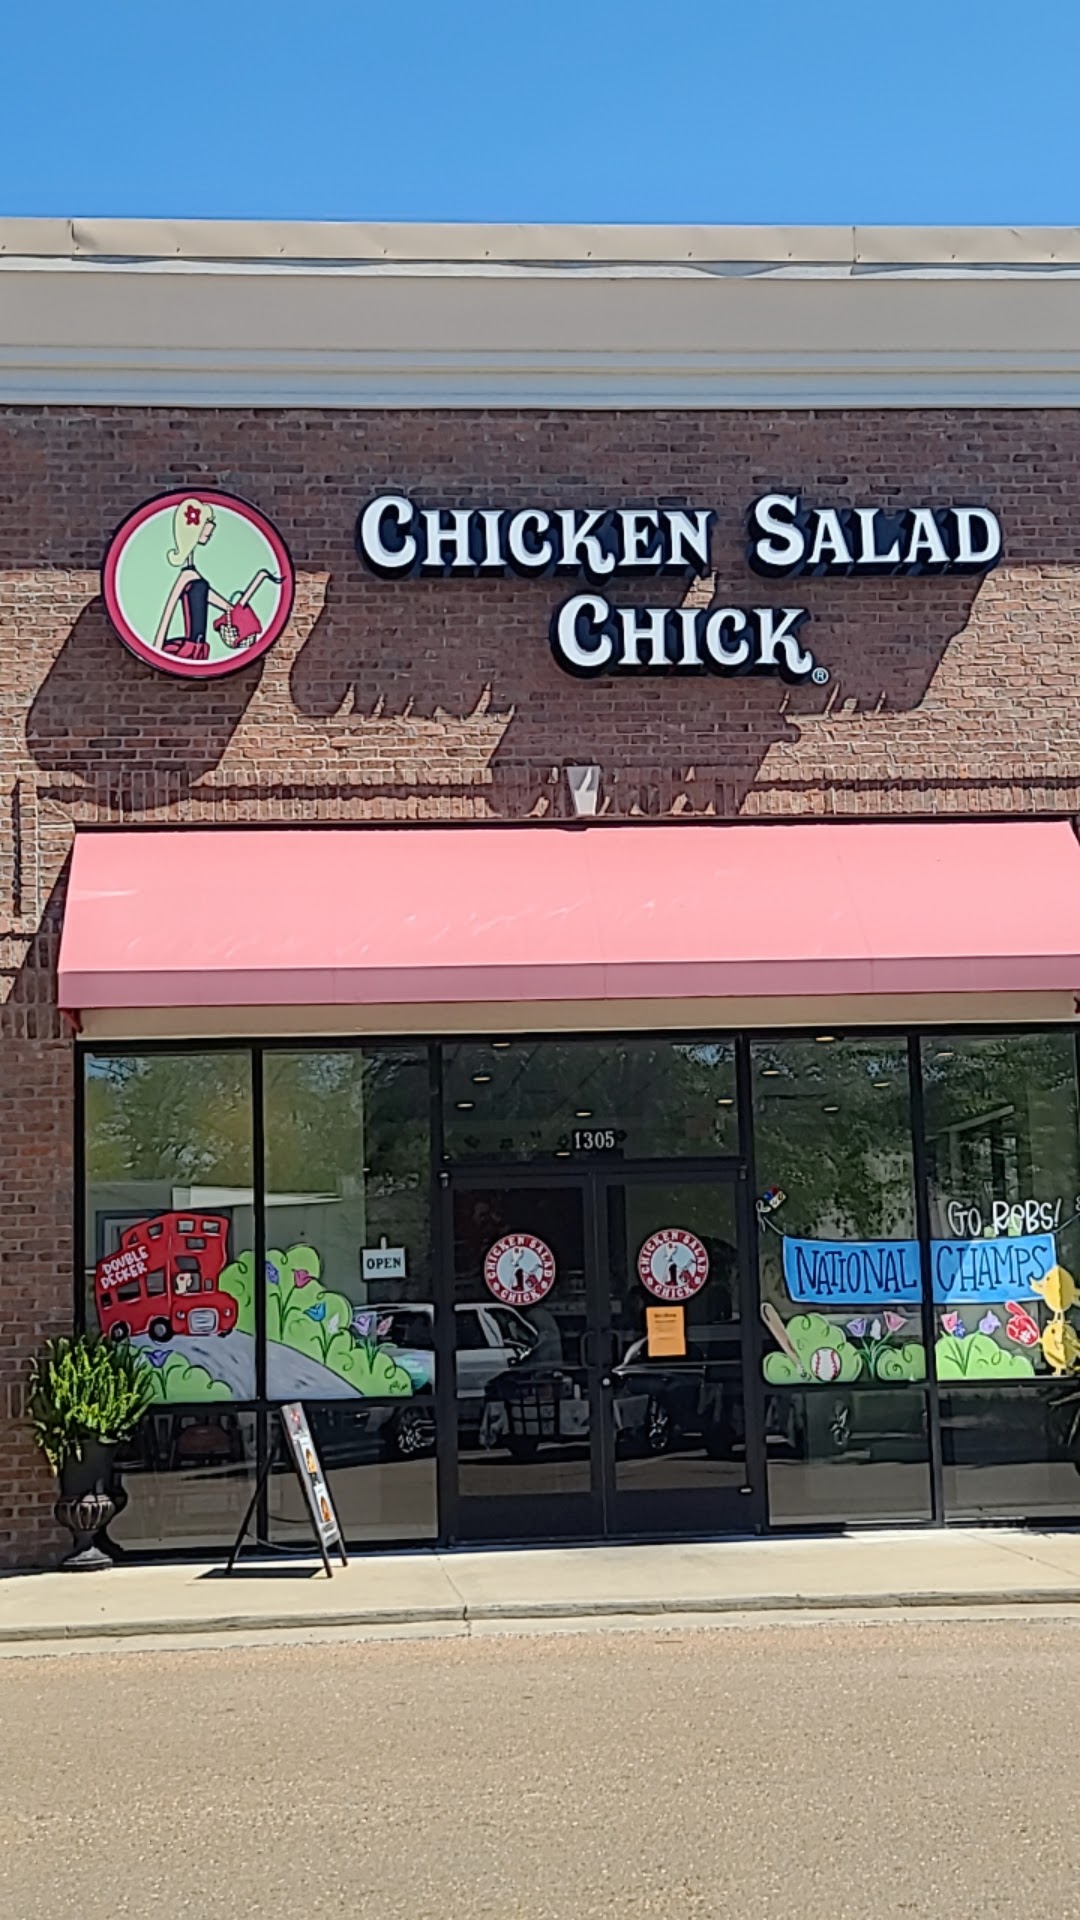 CHICKEN SALAD
CHICK®
1305
DOUBLE
DECKER
OPEN
CHICKEN SALAD
CHICK
CHICKEN SALAD
CHICK
GO REBS!
NATIONAL CHAMPS